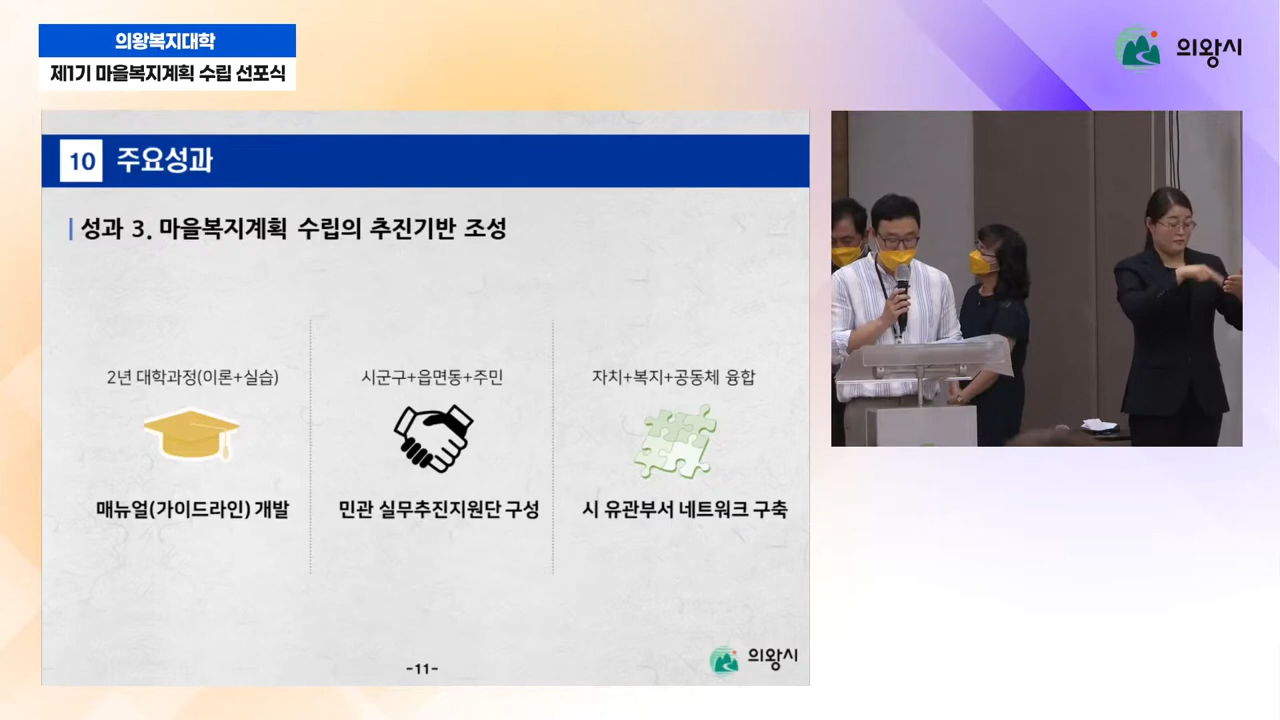 의왕복지대학
제1기 마을복지계획 수립 선포식
의왕시
10 주요성과
성과 3. 마을복지계획 수립의 추진기반 조성
2년 대학과정(이론+실습)
시군구+읍면동+주민
자치+복지+공동체 융합
매뉴얼(가이드라인) 개발
민관 실무추진지원단 구성
시 유관부서 네트워크 구축
-11-
의왕시